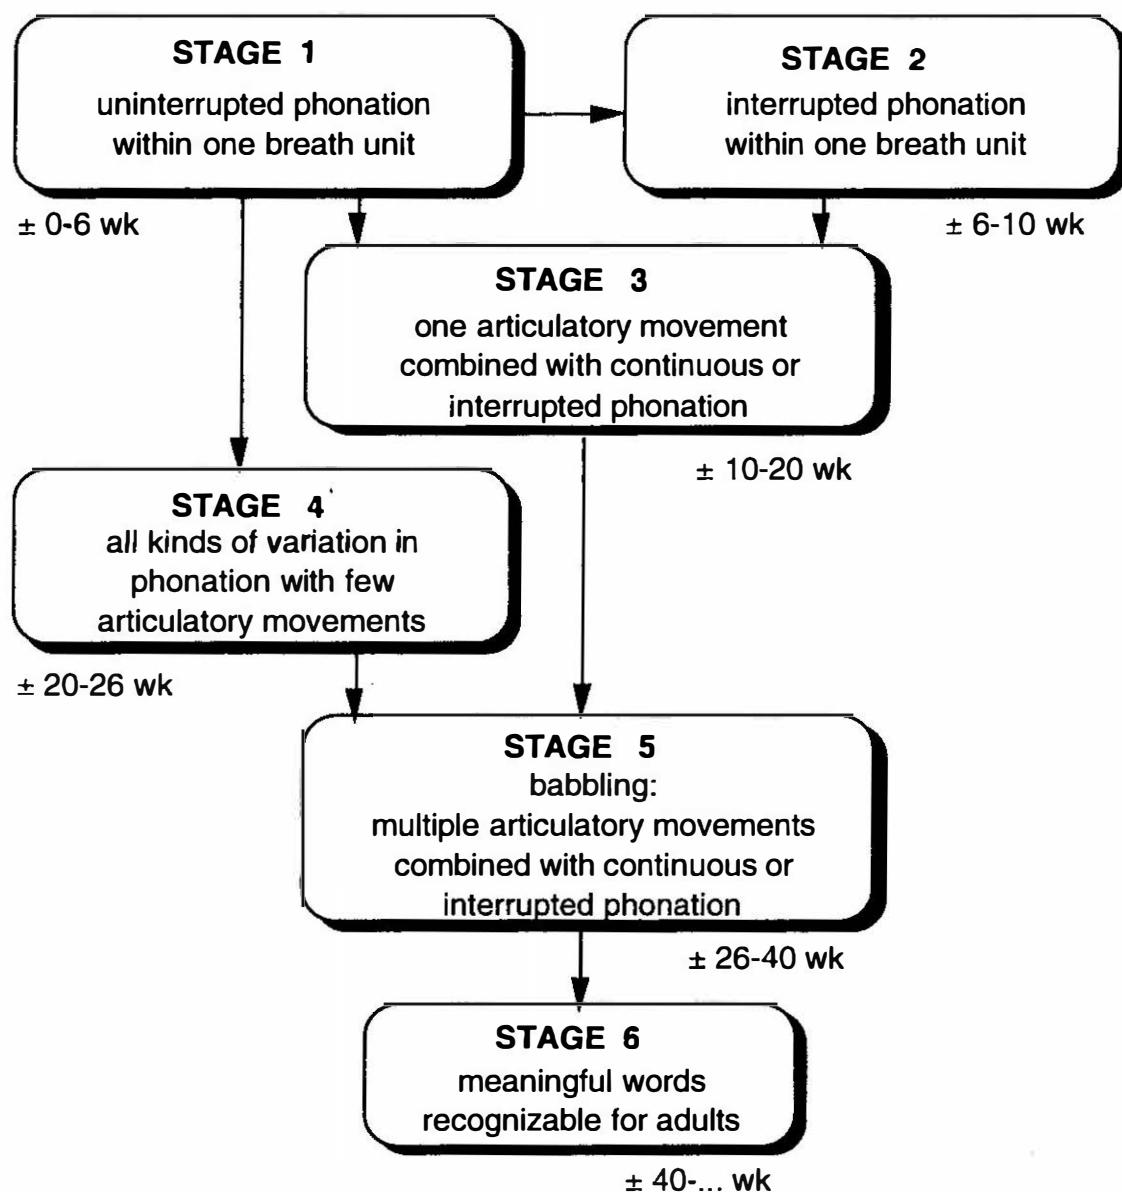 STAGE 1
uninterrupted phonation
within one breath unit
± 0-6 wk
STAGE 2
interrupted phonation
within one breath unit
± 6-10 wk
STAGE 3
one articulatory movement
combined with continuous or
interrupted phonation
± 10-20 wk
STAGE 4
all kinds of variation in
phonation with few
articulatory movements
± 20-26 wk
STAGE 5
babbling:
multiple articulatory movements
combined with continuous or
interrupted phonation
± 26-40 wk
STAGE 6
meaningful words
recognizable for adults
± 40-... wk